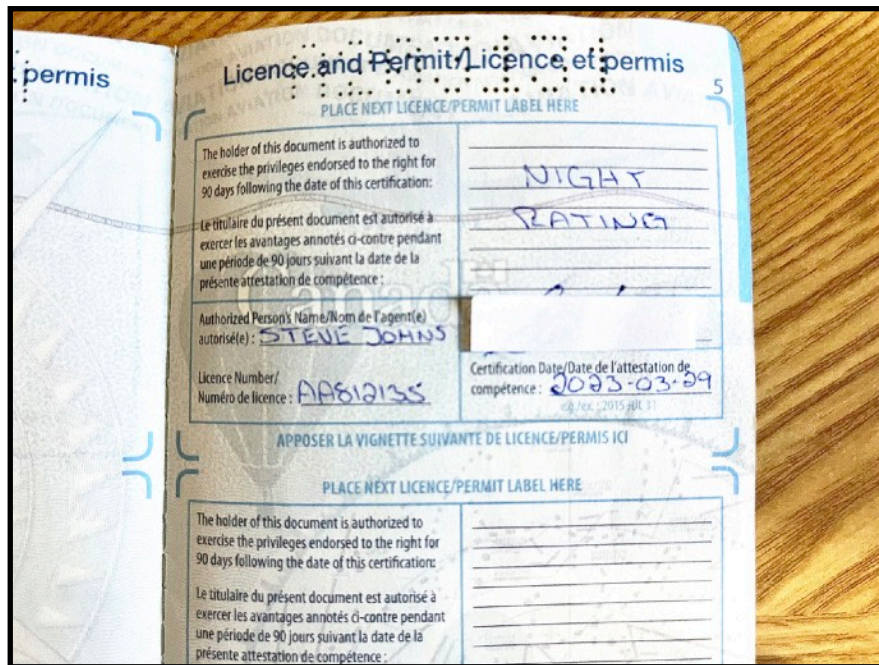 permis
Licence and Permit/Licence et permis
5
PLACE NEXT LICENCE/PERMIT LABEL HERE
The holder of this document is authorized to
exercise the privileges endorsed to the right for
90 days following the date of this certification:
Le titulaire du présent document est autorisé à
exercer les avantages annotés ci-contre pendant
une période de 90 jours suivant la date de la
présente attestation de compétence :
NIGHT
RATING
Canada
Authorized Person's Name/Nom de l'agent(e)
autorisé(e) : STEVE JOHNS
Licence Number/
Numéro de licence : AA812135
Certification Date/Date de l'attestation de
compétence : 2023-03-29
e.g./ex. : 2015 jul 31
APPOSER LA VIGNETTE SUIVANTE DE LICENCE/PERMIS ICI
PLACE NEXT LICENCE/PERMIT LABEL HERE
The holder of this document is authorized to
exercise the privileges endorsed to the right for
90 days following the date of this certification:
Le titulaire du présent document est autorisé à
exercer les avantages annotés ci-contre pendant
une période de 90 jours suivant la date de la
présente attestation de compétence :